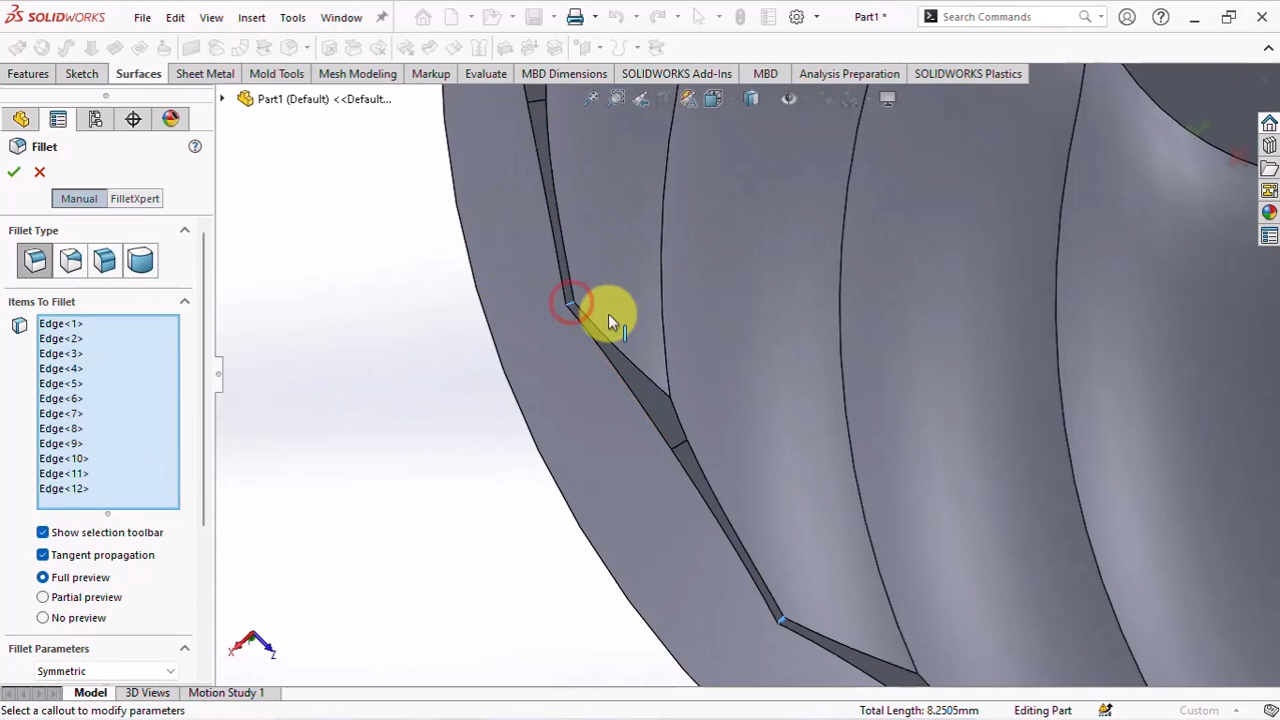 SOLIDWORKS File Edit View Insert Tools Window Part1 * Search Commands
Features Sketch Surfaces Sheet Metal Mold Tools Mesh Modeling Markup Evaluate MBD Dimensions SOLIDWORKS Add-Ins MBD Analysis Preparation SOLIDWORKS Plastics
Part1 (Default) <<Default...
Fillet
Manual FilletXpert
Fillet Type
Items To Fillet
Edge<1>
Edge<2>
Edge<3>
Edge<4>
Edge<5>
Edge<6>
Edge<7>
Edge<8>
Edge<9>
Edge<10>
Edge<11>
Edge<12>
Show selection toolbar
Tangent propagation
Full preview
Partial preview
No preview
Fillet Parameters
Symmetric
X Z
Model 3D Views Motion Study 1
Select a callout to modify parameters Total Length: 8.2505mm Editing Part Custom